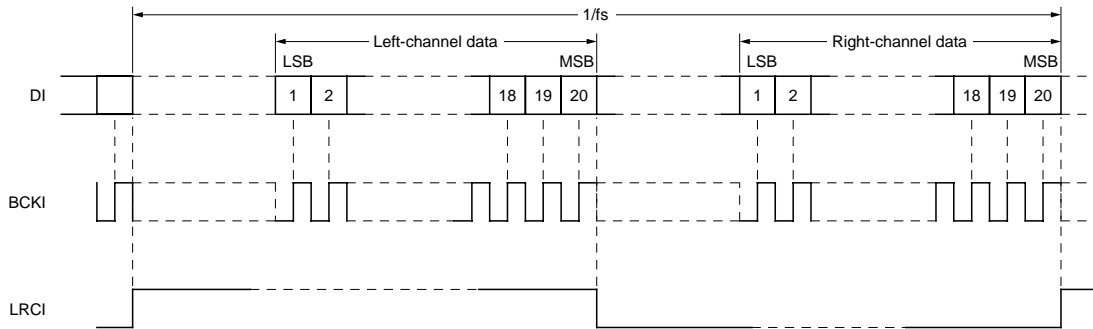 1/fs
Left-channel data
Right-channel data
LSB
MSB
LSB
MSB
DI
1
2
18
19
20
1
2
18
19
20
BCKI
LRCI